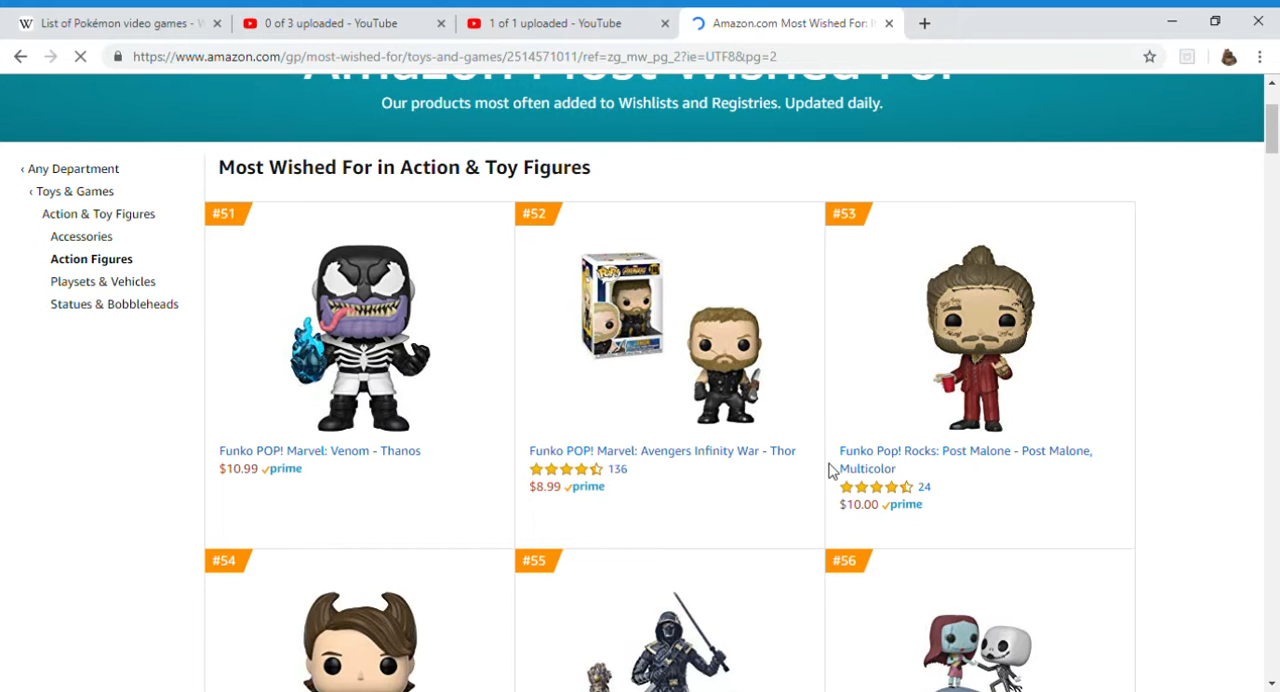 List of Pokémon video games - W
0 of 3 uploaded - YouTube
1 of 1 uploaded - YouTube
Amazon.com Most Wished For: I
https://www.amazon.com/gp/most-wished-for/toys-and-games/2514571011/ref=zg_mw_pg_2?ie=UTF8&pg=2
Amazon Most Wished For
Our products most often added to Wishlists and Registries. Updated daily.
‹ Any Department
‹ Toys & Games
Action & Toy Figures
Accessories
Action Figures
Playsets & Vehicles
Statues & Bobbleheads
Most Wished For in Action & Toy Figures
#51
Funko POP! Marvel: Venom - Thanos
$10.99 prime
#52
Funko POP! Marvel: Avengers Infinity War - Thor
136
$8.99 prime
#53
Funko Pop! Rocks: Post Malone - Post Malone,
Multicolor
24
$10.00 prime
#54
#55
#56